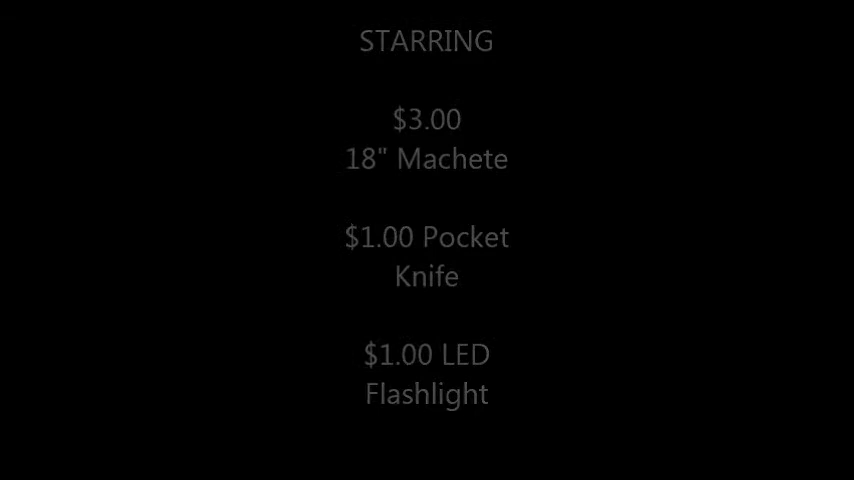 STARRING
$3.00
18" Machete
$1.00 Pocket
Knife
$1.00 LED
Flashlight